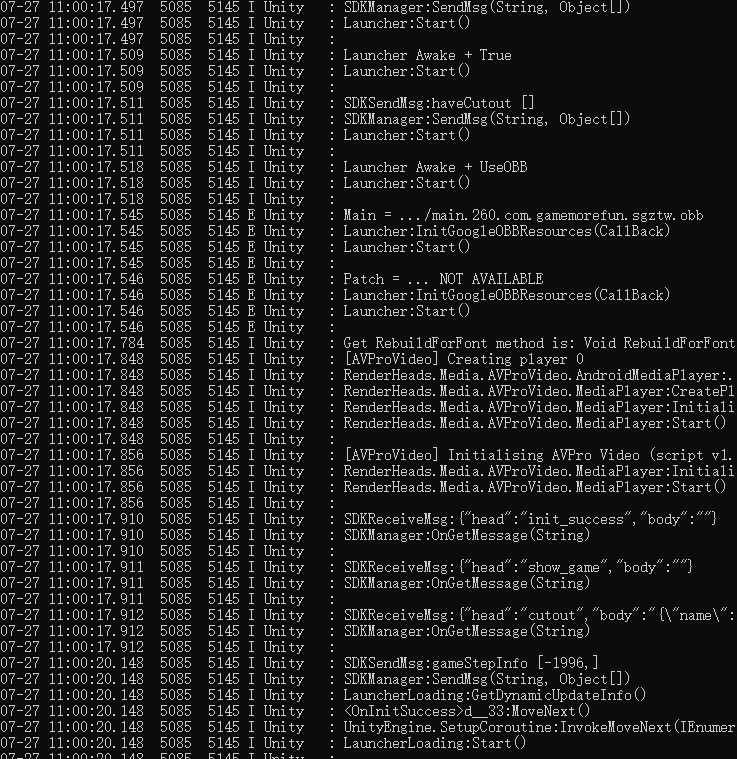 07-27 11:00:17.497  5085  5145 I Unity   : SDKManager:SendMsg(String, Object[])
07-27 11:00:17.497  5085  5145 I Unity   : Launcher:Start()
07-27 11:00:17.497  5085  5145 I Unity   :
07-27 11:00:17.509  5085  5145 I Unity   : Launcher Awake + True
07-27 11:00:17.509  5085  5145 I Unity   : Launcher:Start()
07-27 11:00:17.509  5085  5145 I Unity   :
07-27 11:00:17.511  5085  5145 I Unity   : SDKSendMsg:haveCutout []
07-27 11:00:17.511  5085  5145 I Unity   : SDKManager:SendMsg(String, Object[])
07-27 11:00:17.511  5085  5145 I Unity   : Launcher:Start()
07-27 11:00:17.511  5085  5145 I Unity   :
07-27 11:00:17.518  5085  5145 I Unity   : Launcher Awake + UseOBB
07-27 11:00:17.518  5085  5145 I Unity   : Launcher:Start()
07-27 11:00:17.518  5085  5145 I Unity   :
07-27 11:00:17.545  5085  5145 E Unity   : Main = .../main.260.com.gamemorefun.sgztw.obb
07-27 11:00:17.545  5085  5145 E Unity   : Launcher:InitGoogleOBBResources(CallBack)
07-27 11:00:17.545  5085  5145 E Unity   : Launcher:Start()
07-27 11:00:17.545  5085  5145 E Unity   :
07-27 11:00:17.546  5085  5145 E Unity   : Patch = ... NOT AVAILABLE
07-27 11:00:17.546  5085  5145 E Unity   : Launcher:InitGoogleOBBResources(CallBack)
07-27 11:00:17.546  5085  5145 E Unity   : Launcher:Start()
07-27 11:00:17.546  5085  5145 E Unity   :
07-27 11:00:17.784  5085  5145 I Unity   : Get RebuildForFont method is: Void RebuildForFont
07-27 11:00:17.848  5085  5145 I Unity   : [AVProVideo] Creating player 0
07-27 11:00:17.848  5085  5145 I Unity   : RenderHeads.Media.AVProVideo.AndroidMediaPlayer:.
07-27 11:00:17.848  5085  5145 I Unity   : RenderHeads.Media.AVProVideo.MediaPlayer:CreatePl
07-27 11:00:17.848  5085  5145 I Unity   : RenderHeads.Media.AVProVideo.MediaPlayer:Initiali
07-27 11:00:17.848  5085  5145 I Unity   : RenderHeads.Media.AVProVideo.MediaPlayer:Start()
07-27 11:00:17.848  5085  5145 I Unity   :
07-27 11:00:17.856  5085  5145 I Unity   : [AVProVideo] Initialising AVPro Video (script v1.
07-27 11:00:17.856  5085  5145 I Unity   : RenderHeads.Media.AVProVideo.MediaPlayer:Initiali
07-27 11:00:17.856  5085  5145 I Unity   : RenderHeads.Media.AVProVideo.MediaPlayer:Start()
07-27 11:00:17.856  5085  5145 I Unity   :
07-27 11:00:17.910  5085  5145 I Unity   : SDKReceiveMsg:{"head":"init_success","body":""}
07-27 11:00:17.910  5085  5145 I Unity   : SDKManager:OnGetMessage(String)
07-27 11:00:17.910  5085  5145 I Unity   :
07-27 11:00:17.911  5085  5145 I Unity   : SDKReceiveMsg:{"head":"show_game","body":""}
07-27 11:00:17.911  5085  5145 I Unity   : SDKManager:OnGetMessage(String)
07-27 11:00:17.911  5085  5145 I Unity   :
07-27 11:00:17.912  5085  5145 I Unity   : SDKReceiveMsg:{"head":"cutout","body":"{\"name\":
07-27 11:00:17.912  5085  5145 I Unity   : SDKManager:OnGetMessage(String)
07-27 11:00:17.912  5085  5145 I Unity   :
07-27 11:00:20.148  5085  5145 I Unity   : SDKSendMsg:gameStepInfo [-1996,]
07-27 11:00:20.148  5085  5145 I Unity   : SDKManager:SendMsg(String, Object[])
07-27 11:00:20.148  5085  5145 I Unity   : LauncherLoading:GetDynamicUpdateInfo()
07-27 11:00:20.148  5085  5145 I Unity   : <OnInitSuccess>d__33:MoveNext()
07-27 11:00:20.148  5085  5145 I Unity   : UnityEngine.SetupCoroutine:InvokeMoveNext(IEnumer
07-27 11:00:20.148  5085  5145 I Unity   : LauncherLoading:Start()
07-27 11:00:20.148  5085  5145 I Unity   :